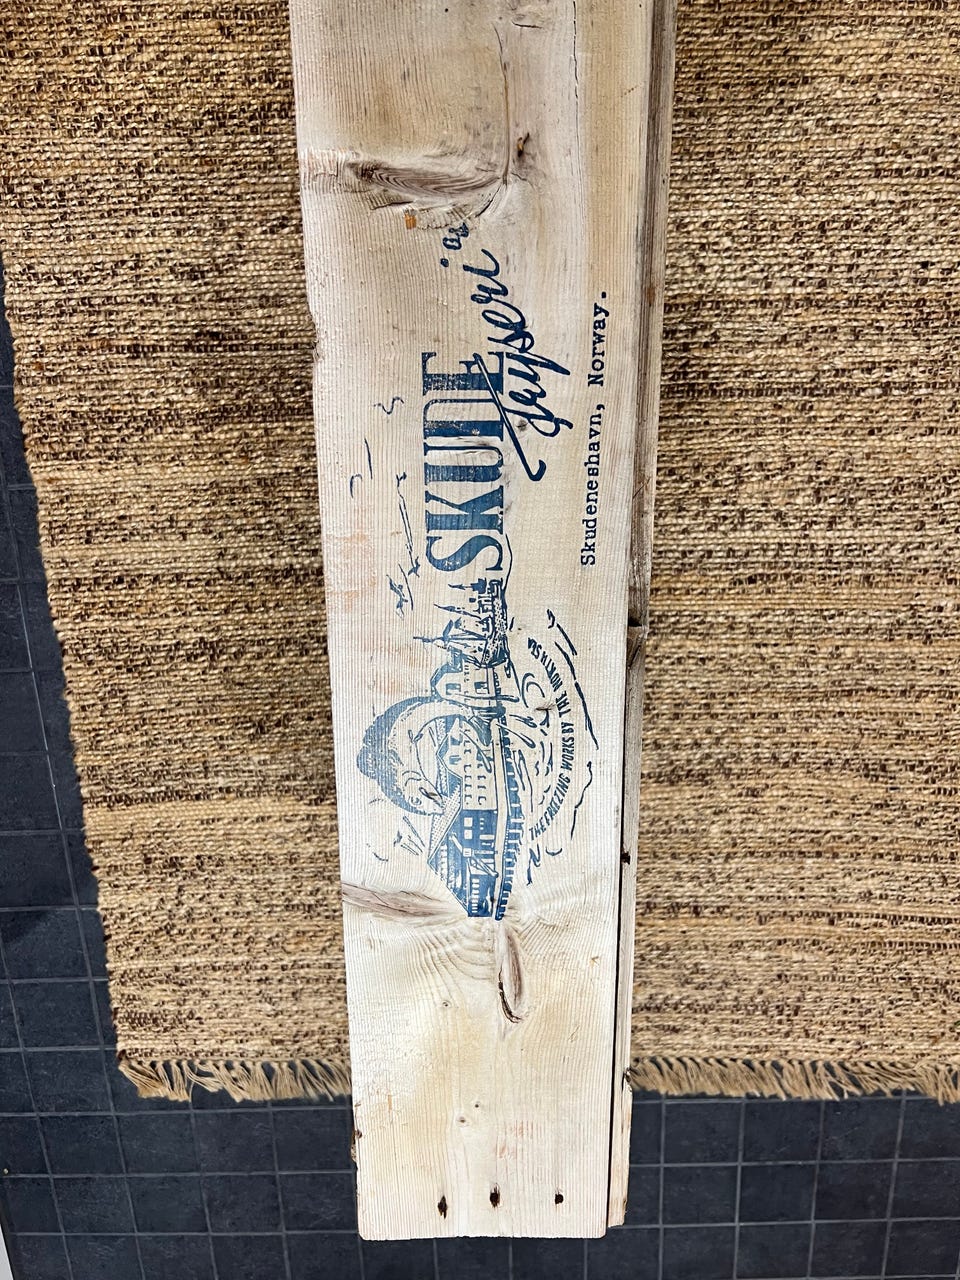 SKUDE
fryseri'a,
Skudeneshavn, Norway.
THE FREEZING WORKS BY THE NORTH SEA